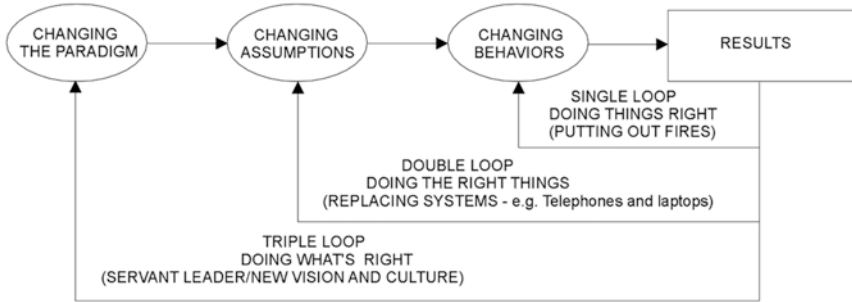 CHANGING
THE PARADIGM
CHANGING
ASSUMPTIONS
CHANGING
BEHAVIORS
RESULTS
SINGLE LOOP
DOING THINGS RIGHT
(PUTTING OUT FIRES)
DOUBLE LOOP
DOING THE RIGHT THINGS
(REPLACING SYSTEMS - e.g. Telephones and laptops)
TRIPLE LOOP
DOING WHAT'S RIGHT
(SERVANT LEADER/NEW VISION AND CULTURE)